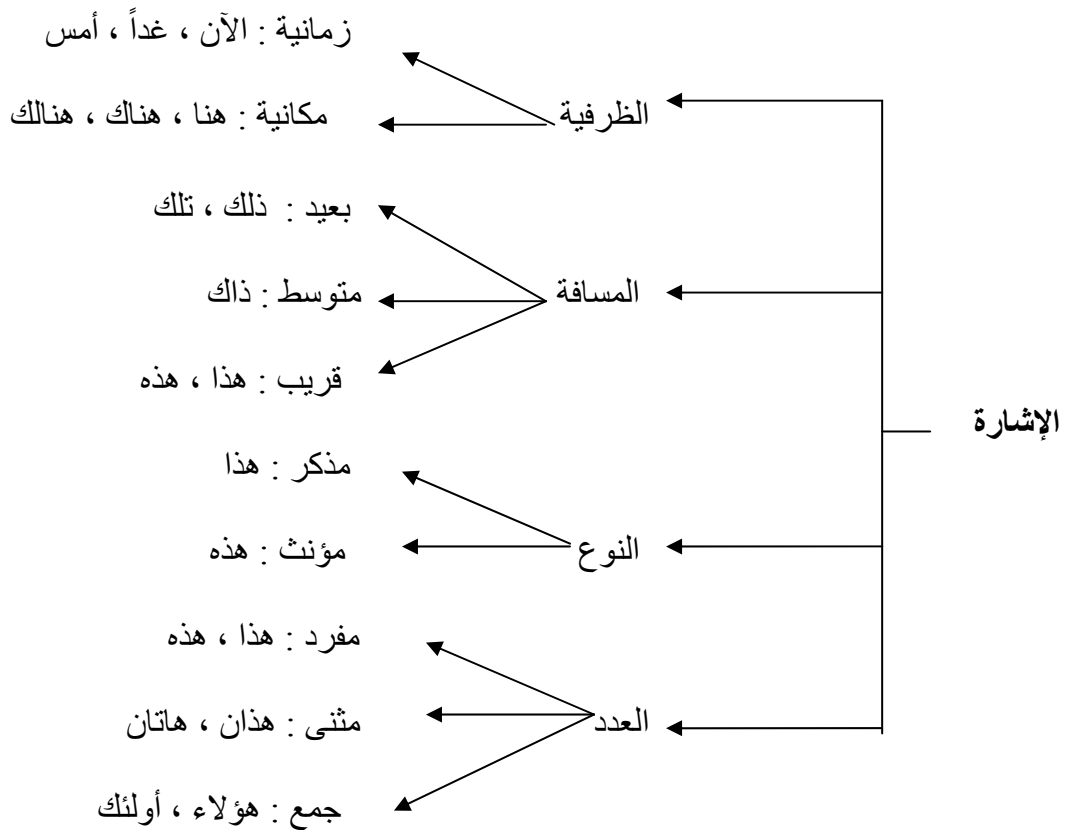 زمانية : الآن ، غداً ، أمس
الظرفية
مكانية : هنا ، هناك ، هنالك
بعيد : ذلك ، تلك
المسافة
متوسط : ذاك
قريب : هذا ، هذه
الإشارة
مذكر : هذا
النوع
مؤنث : هذه
مفرد : هذا ، هذه
العدد
مثنى : هذان ، هاتان
جمع : هؤلاء ، أولئك